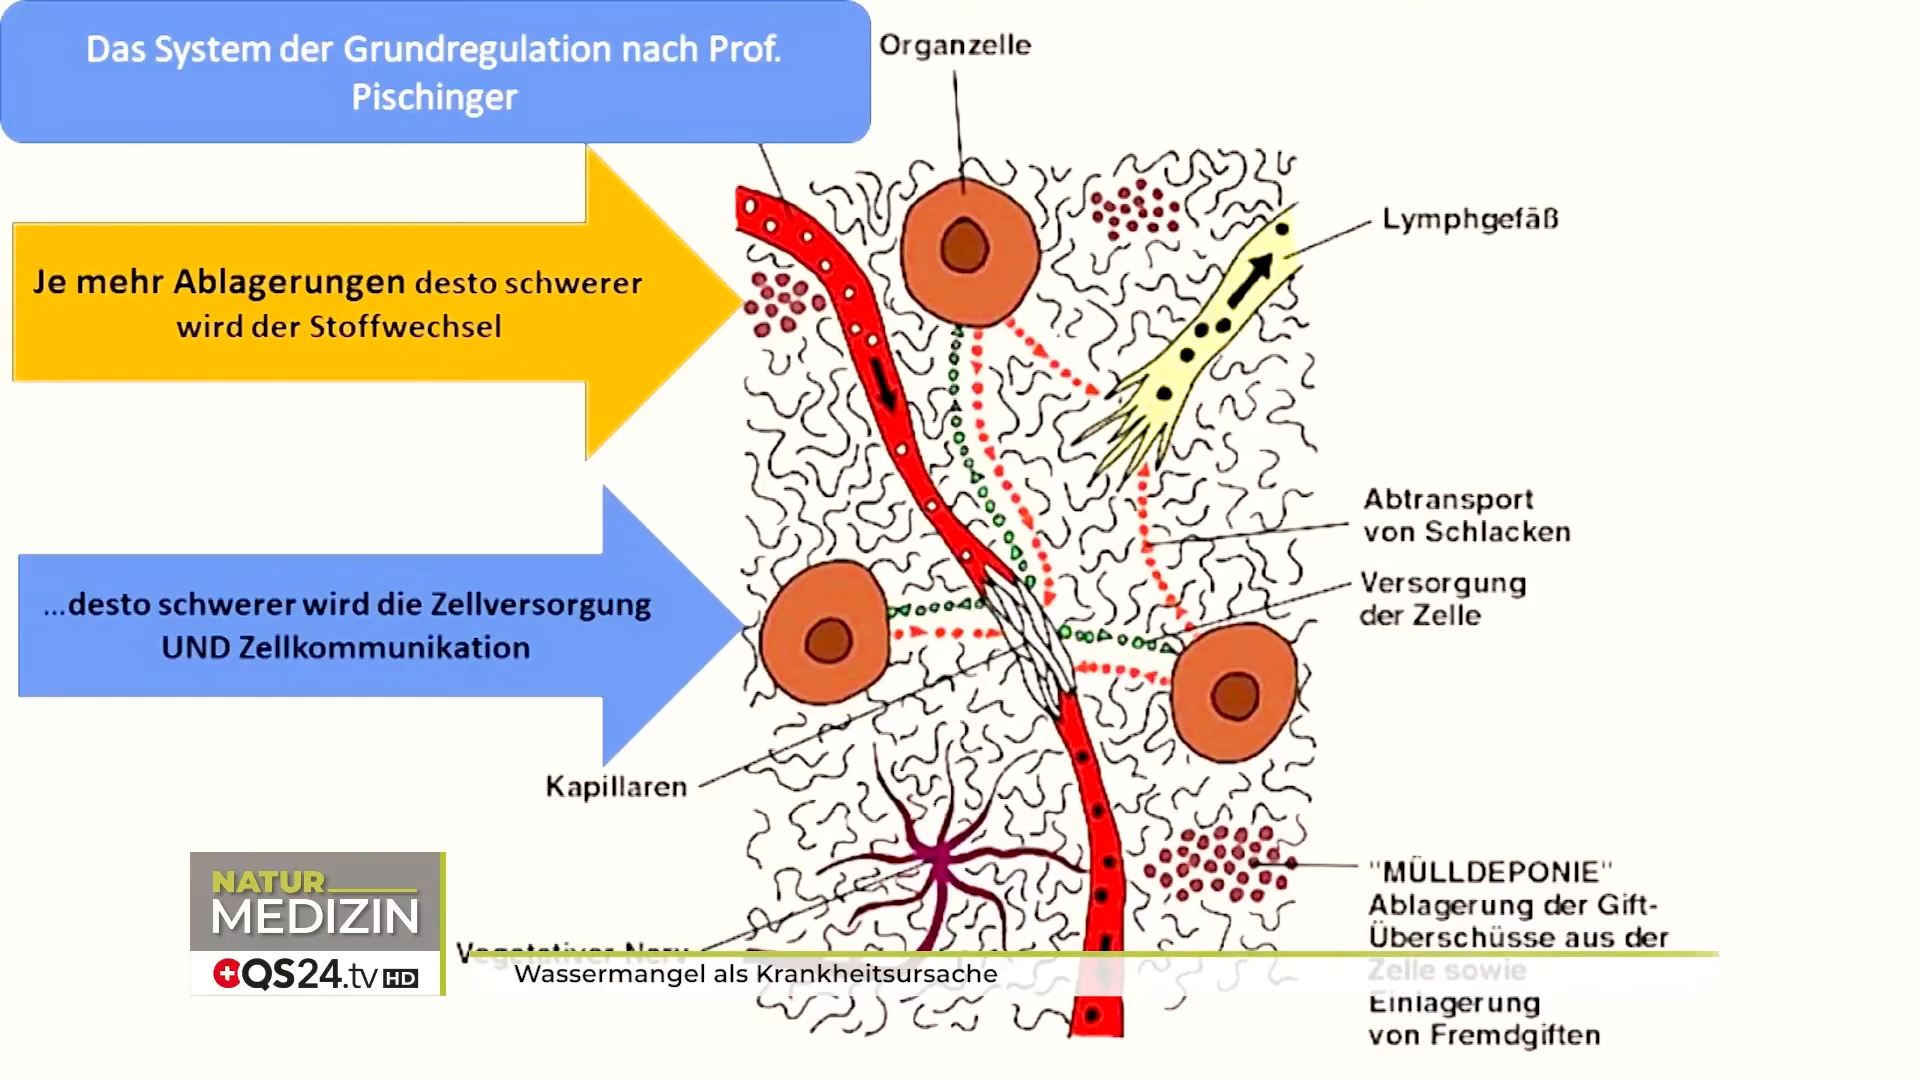 Das System der Grundregulation nach Prof.
Pischinger
Organzelle
Lymphgefäß
Je mehr Ablagerungen desto schwerer
wird der Stoffwechsel
Abtransport
von Schlacken
Versorgung
der Zelle
...desto schwerer wird die Zellversorgung
UND Zellkommunikation
Kapillaren
"MÜLLDEPONIE"
Ablagerung der Gift-
Überschüsse aus der
Zelle sowie
Einlagerung
von Fremdgiften
Vegetativer Nerv
NATUR
MEDIZIN
QS24.tv HD
Wassermangel als Krankheitsursache